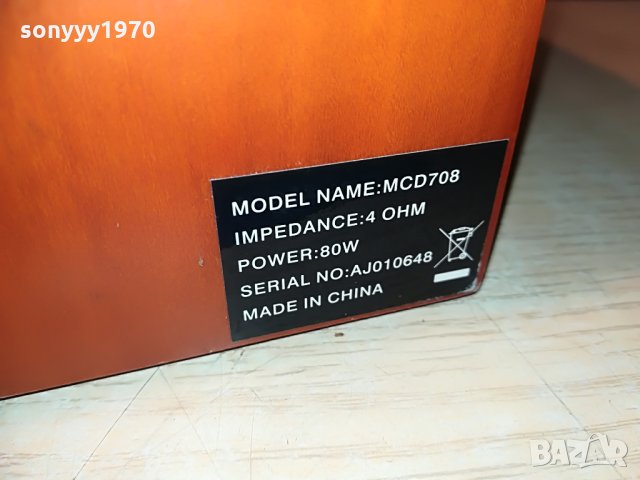 sonyyy1970
MODEL NAME:MCD708
IMPEDANCE:4 OHM
POWER:80W
SERIAL NO:AJ010648
MADE IN CHINA
BAZAR